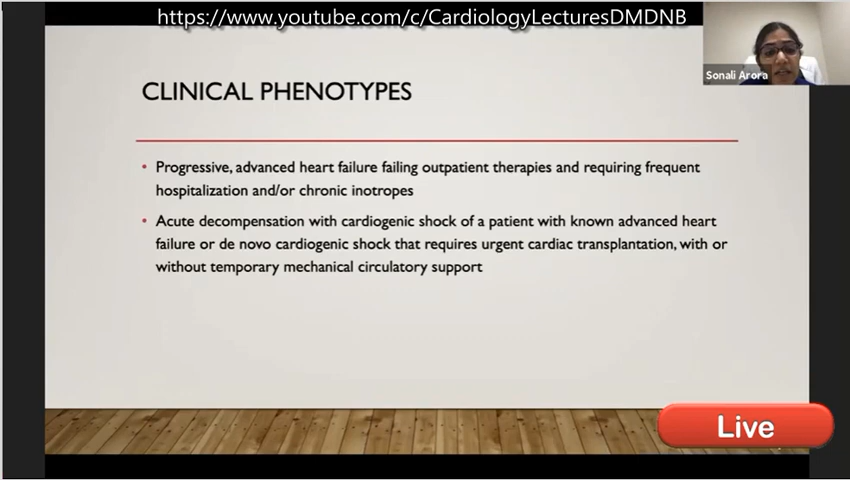 https://www.youtube.com/c/CardiologyLecturesDMDNB
Sonali Arora
CLINICAL PHENOTYPES
• Progressive, advanced heart failure failing outpatient therapies and requiring frequent
hospitalization and/or chronic inotropes
• Acute decompensation with cardiogenic shock of a patient with known advanced heart
failure or de novo cardiogenic shock that requires urgent cardiac transplantation, with or
without temporary mechanical circulatory support
Live